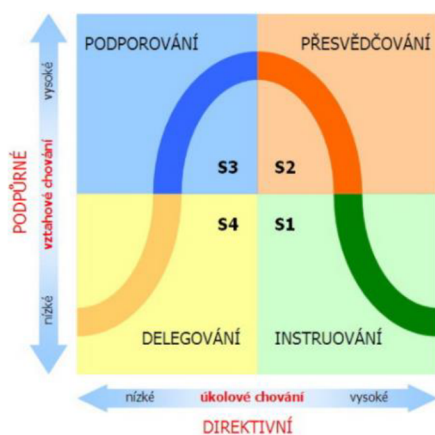 PODPOROVÁNÍ
PŘESVĚDČOVÁNÍ
S3
S2
S4
S1
DELEGOVÁNÍ
INSTRUOVÁNÍ
PODPŮRNÉ
vztahové chování
vysoké
nízké
nízké
úkolové chování
vysoké
DIREKTIVNÍ